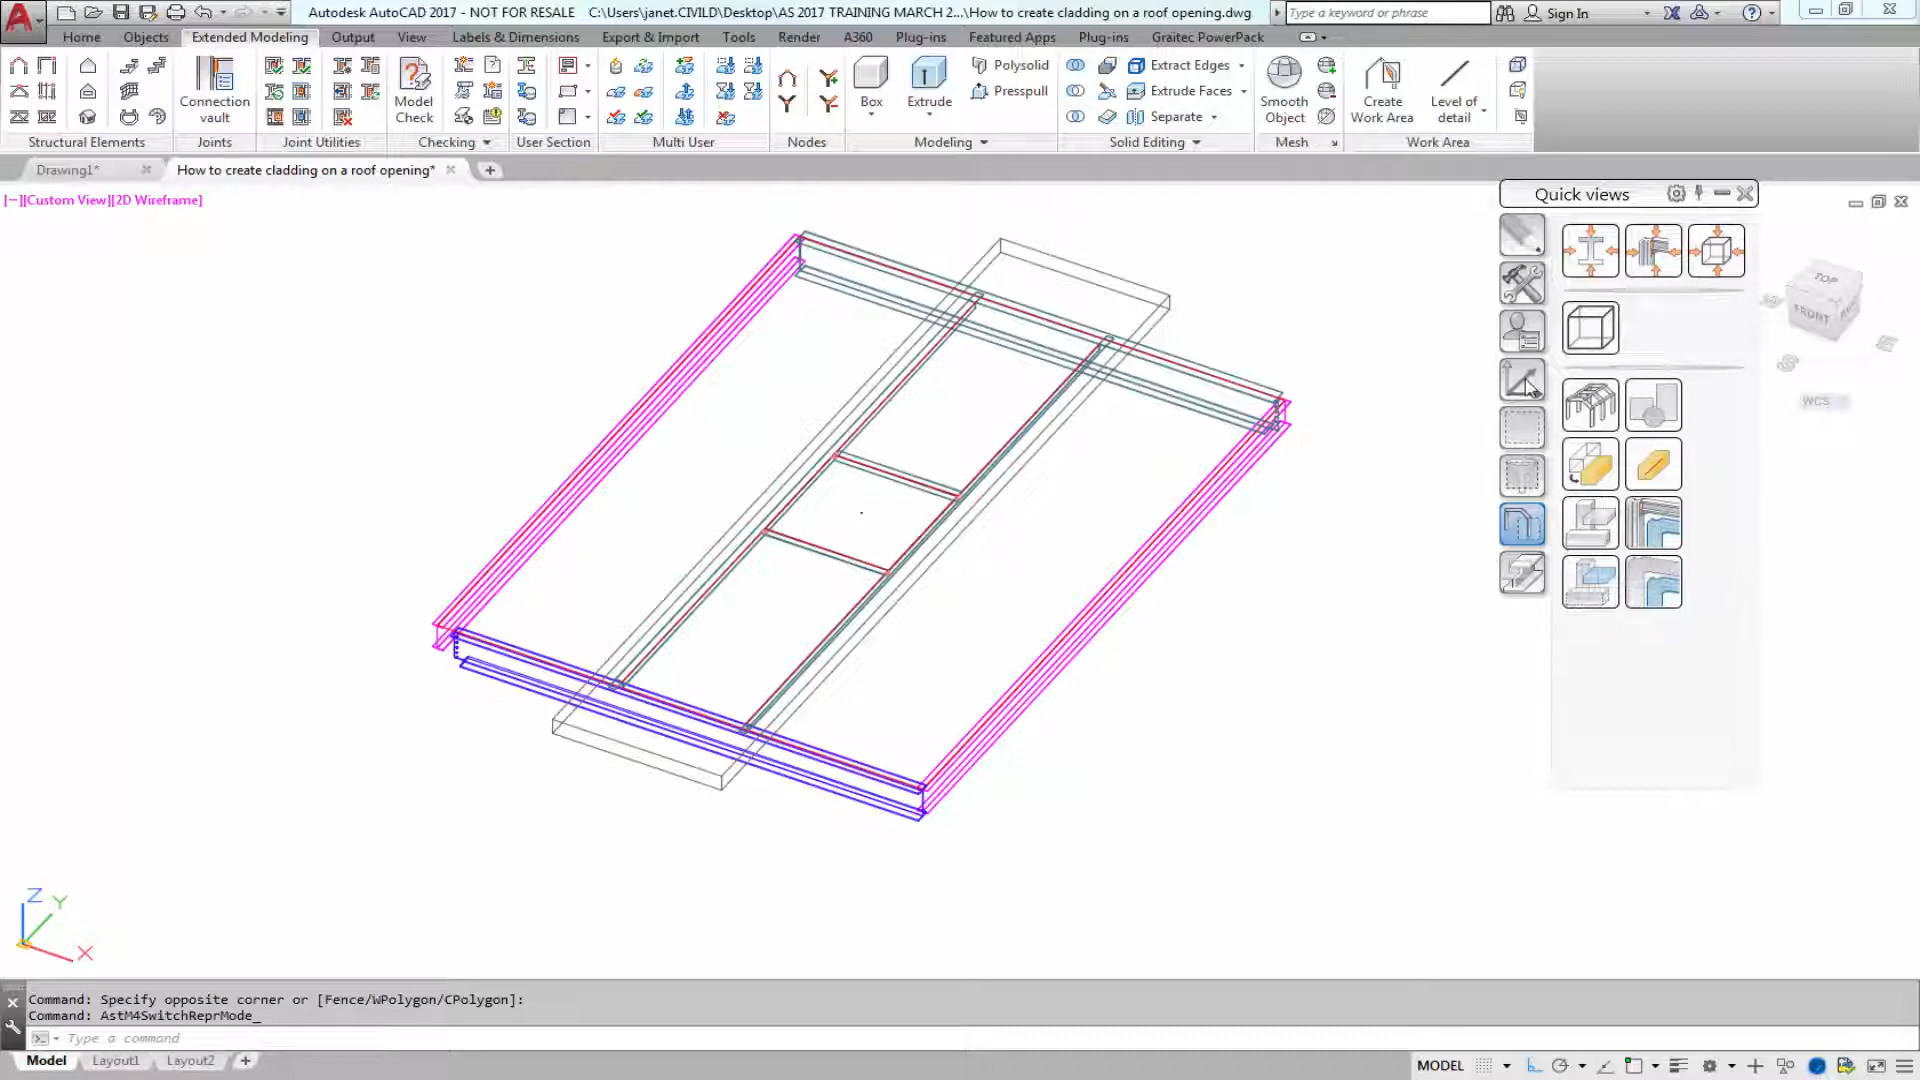 Autodesk AutoCAD 2017 - NOT FOR RESALE C:\Users\janet.CIVILD\Desktop\AS 2017 TRAINING MARCH 2...\How to create cladding on a roof opening.dwg
Type a keyword or phrase
Sign In
Home Objects Extended Modeling Output View Labels & Dimensions Export & Import Tools Render A360 Plug-ins Featured Apps Plug-ins Graitec PowerPack
Connection vault
Model Check
Box
Extrude
Polysolid
Presspull
Extract Edges
Extrude Faces
Separate
Smooth Object
Create Work Area
Level of detail
Structural Elements Joints Joint Utilities Checking User Section Multi User Nodes Modeling Solid Editing Mesh Work Area
Drawing1* How to create cladding on a roof opening*
[−][Custom View][2D Wireframe]
Quick views
TOP
FRONT
S
E
WCS
Z
Y
X
Command: Specify opposite corner or [Fence/WPolygon/CPolygon]:
Command: AstM4SwitchReprMode_
Type a command
Model Layout1 Layout2 +
MODEL